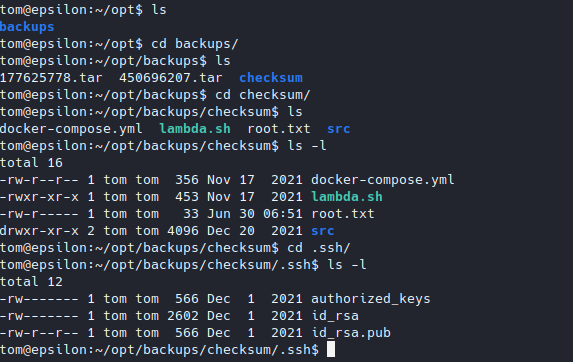 tom@epsilon:~/opt$ ls
backups
tom@epsilon:~/opt$ cd backups/
tom@epsilon:~/opt/backups$ ls
177625778.tar  450696207.tar  checksum
tom@epsilon:~/opt/backups$ cd checksum/
tom@epsilon:~/opt/backups/checksum$ ls
docker-compose.yml  lambda.sh  root.txt  src
tom@epsilon:~/opt/backups/checksum$ ls -l
total 16
-rw-r--r-- 1 tom tom  356 Nov 17  2021 docker-compose.yml
-rwxr-xr-x 1 tom tom  453 Nov 17  2021 lambda.sh
-rw-r----- 1 tom tom   33 Jun 30 06:51 root.txt
drwxr-xr-x 2 tom tom 4096 Dec 20  2021 src
tom@epsilon:~/opt/backups/checksum$ cd .ssh/
tom@epsilon:~/opt/backups/checksum/.ssh$ ls -l
total 12
-rw------- 1 tom tom  566 Dec  1  2021 authorized_keys
-rw------- 1 tom tom 2602 Dec  1  2021 id_rsa
-rw-r--r-- 1 tom tom  566 Dec  1  2021 id_rsa.pub
tom@epsilon:~/opt/backups/checksum/.ssh$